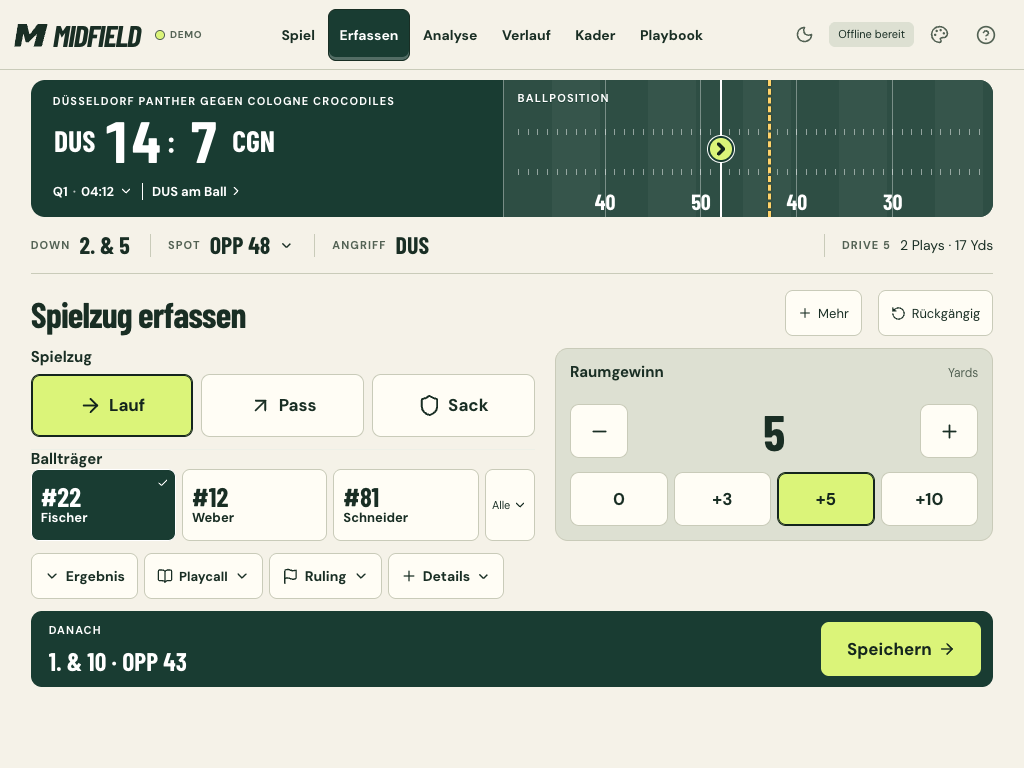 MIDFIELD DEMO
Spiel Erfassen Analyse Verlauf Kader Playbook
Offline bereit
DÜSSELDORF PANTHER GEGEN COLOGNE CROCODILES
DUS 14 : 7 CGN
Q1 · 04:12 DUS am Ball
BALLPOSITION
40 50 40 30
DOWN 2. & 5 SPOT OPP 48 ANGRIFF DUS
DRIVE 5 2 Plays · 17 Yds
Spielzug erfassen
+ Mehr Rückgängig
Spielzug
Lauf Pass Sack
Ballträger
#22 Fischer
#12 Weber
#81 Schneider
Alle
Raumgewinn Yards
− 5 +
0 +3 +5 +10
Ergebnis Playcall Ruling + Details
DANACH
1. & 10 · OPP 43
Speichern